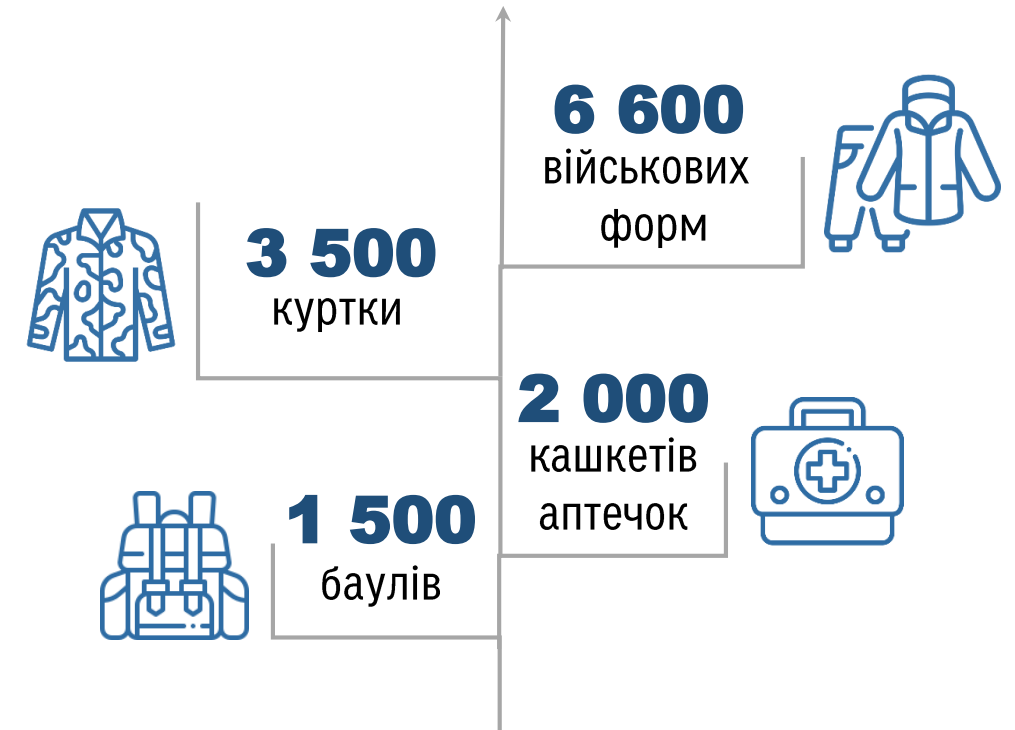 6 600
військових
форм
3 500
куртки
2 000
кашкетів
аптечок
1 500
баулів